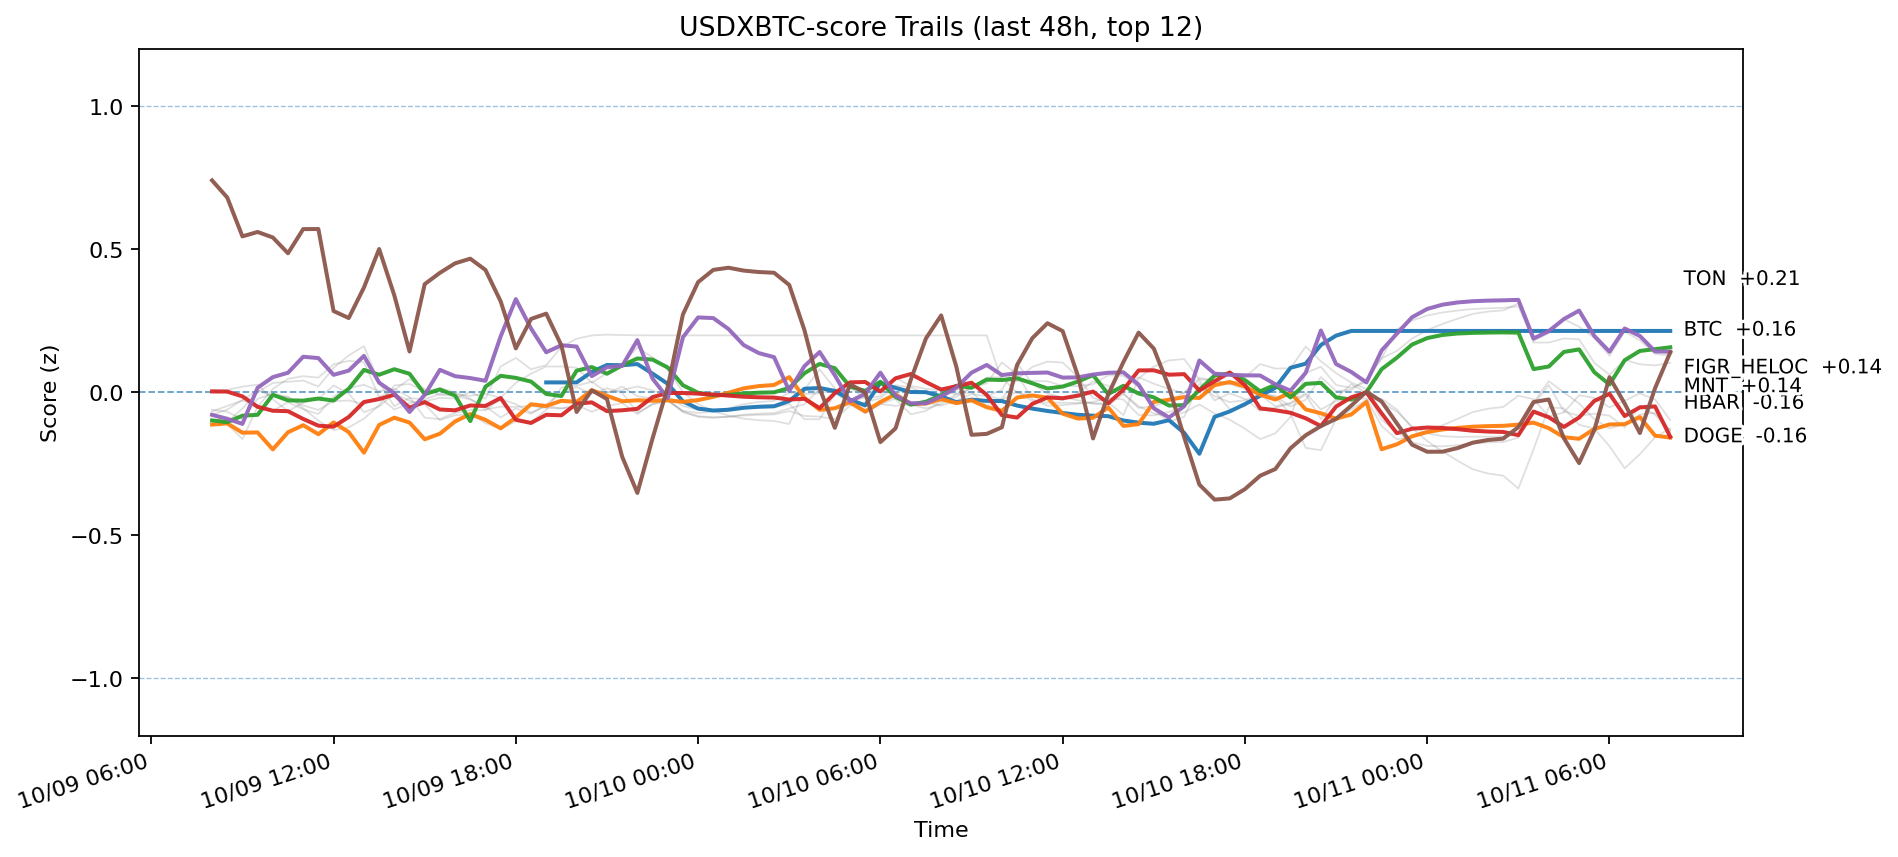 USDXBTC-score Trails (last 48h, top 12)
Score (z)
1.0
0.5
0.0
−0.5
−1.0
TON +0.21
BTC +0.16
FIGR_HELOC +0.14
MNT +0.14
HBAR -0.16
DOGE -0.16
10/09 06:00
10/09 12:00
10/09 18:00
10/10 00:00
10/10 06:00
10/10 12:00
10/10 18:00
10/11 00:00
10/11 06:00
Time